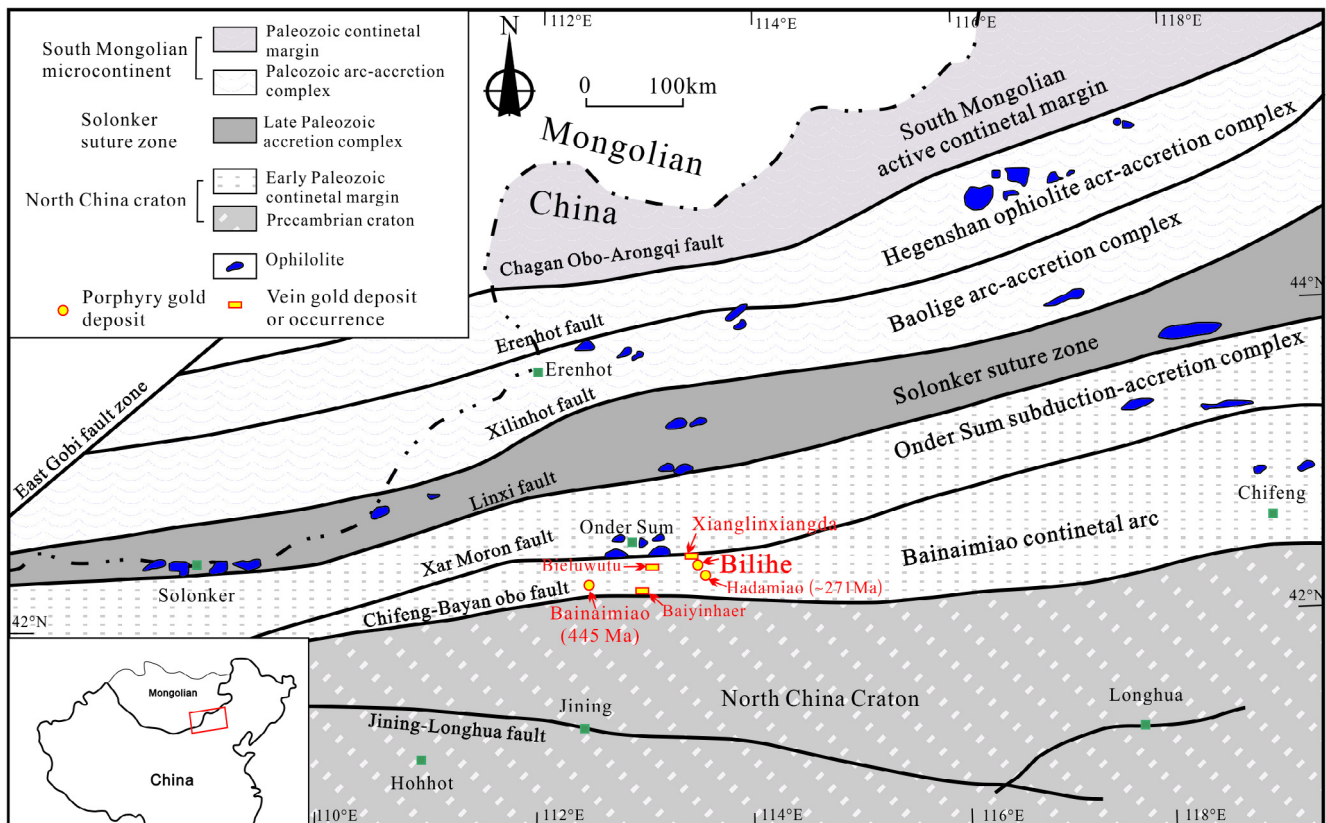 South Mongolian
microcontinent
Paleozoic continetal
margin
Paleozoic arc-accrction
complex
Solonker
suture zone
Late Paleozoic
accretion complex
North China craton
Early Paleozoic
continetal margin
Prccambrian craton
Ophilolite
Porphyry gold
deposit
Vein gold deposit
or occurrence
112°E
114°E
116°E
118°E
N
0
100km
Mongolian
China
South Mongolian
active continetal margin
Chagan Obo-Arongqi fault
Hegenshan ophiolite acr-accretion complex
Erenhot fault
Erenhot
Baolige arc-accretion complex
44°N
East Gobi fault zone
Xilinhot fault
Solonker suture zone
Linxi fault
Onder Sum subduction-accretion complex
Chifeng
Onder Sum
Xianglinxiangda
Xar Moron fault
Bieluwutu
Bilihe
Hadamiao (~271Ma)
Bainaimiao continetal arc
Solonker
Chifeng-Bayan obo fault
Bainaimiao
(445 Ma)
Baiyinhaer
42°N
42°N
Mongolian
China
Jining
North China Craton
Longhua
Jining-Longhua fault
Hohhot
110°E
112°E
114°E
116°E
118°E